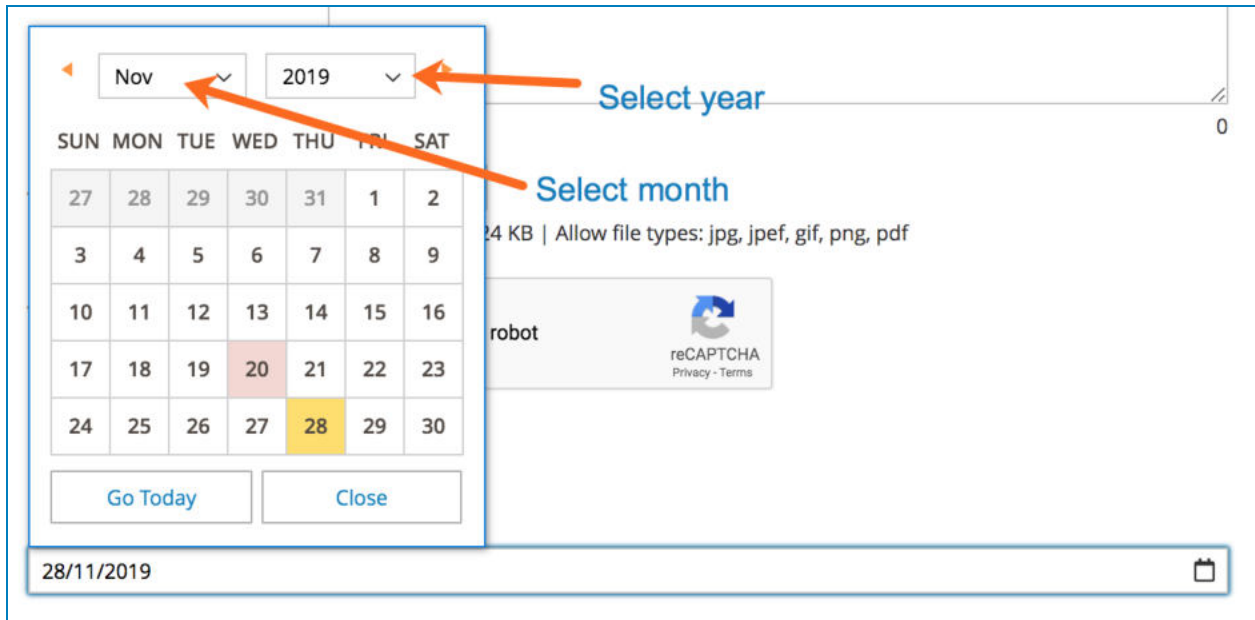 Nov 2019
Select year
0
SUN MON TUE WED THU FRI SAT
27 28 29 30 31 1 2
Select month
24 KB | Allow file types: jpg, jpef, gif, png, pdf
3 4 5 6 7 8 9
10 11 12 13 14 15 16
robot
reCAPTCHA
Privacy - Terms
17 18 19 20 21 22 23
24 25 26 27 28 29 30
Go Today Close
28/11/2019